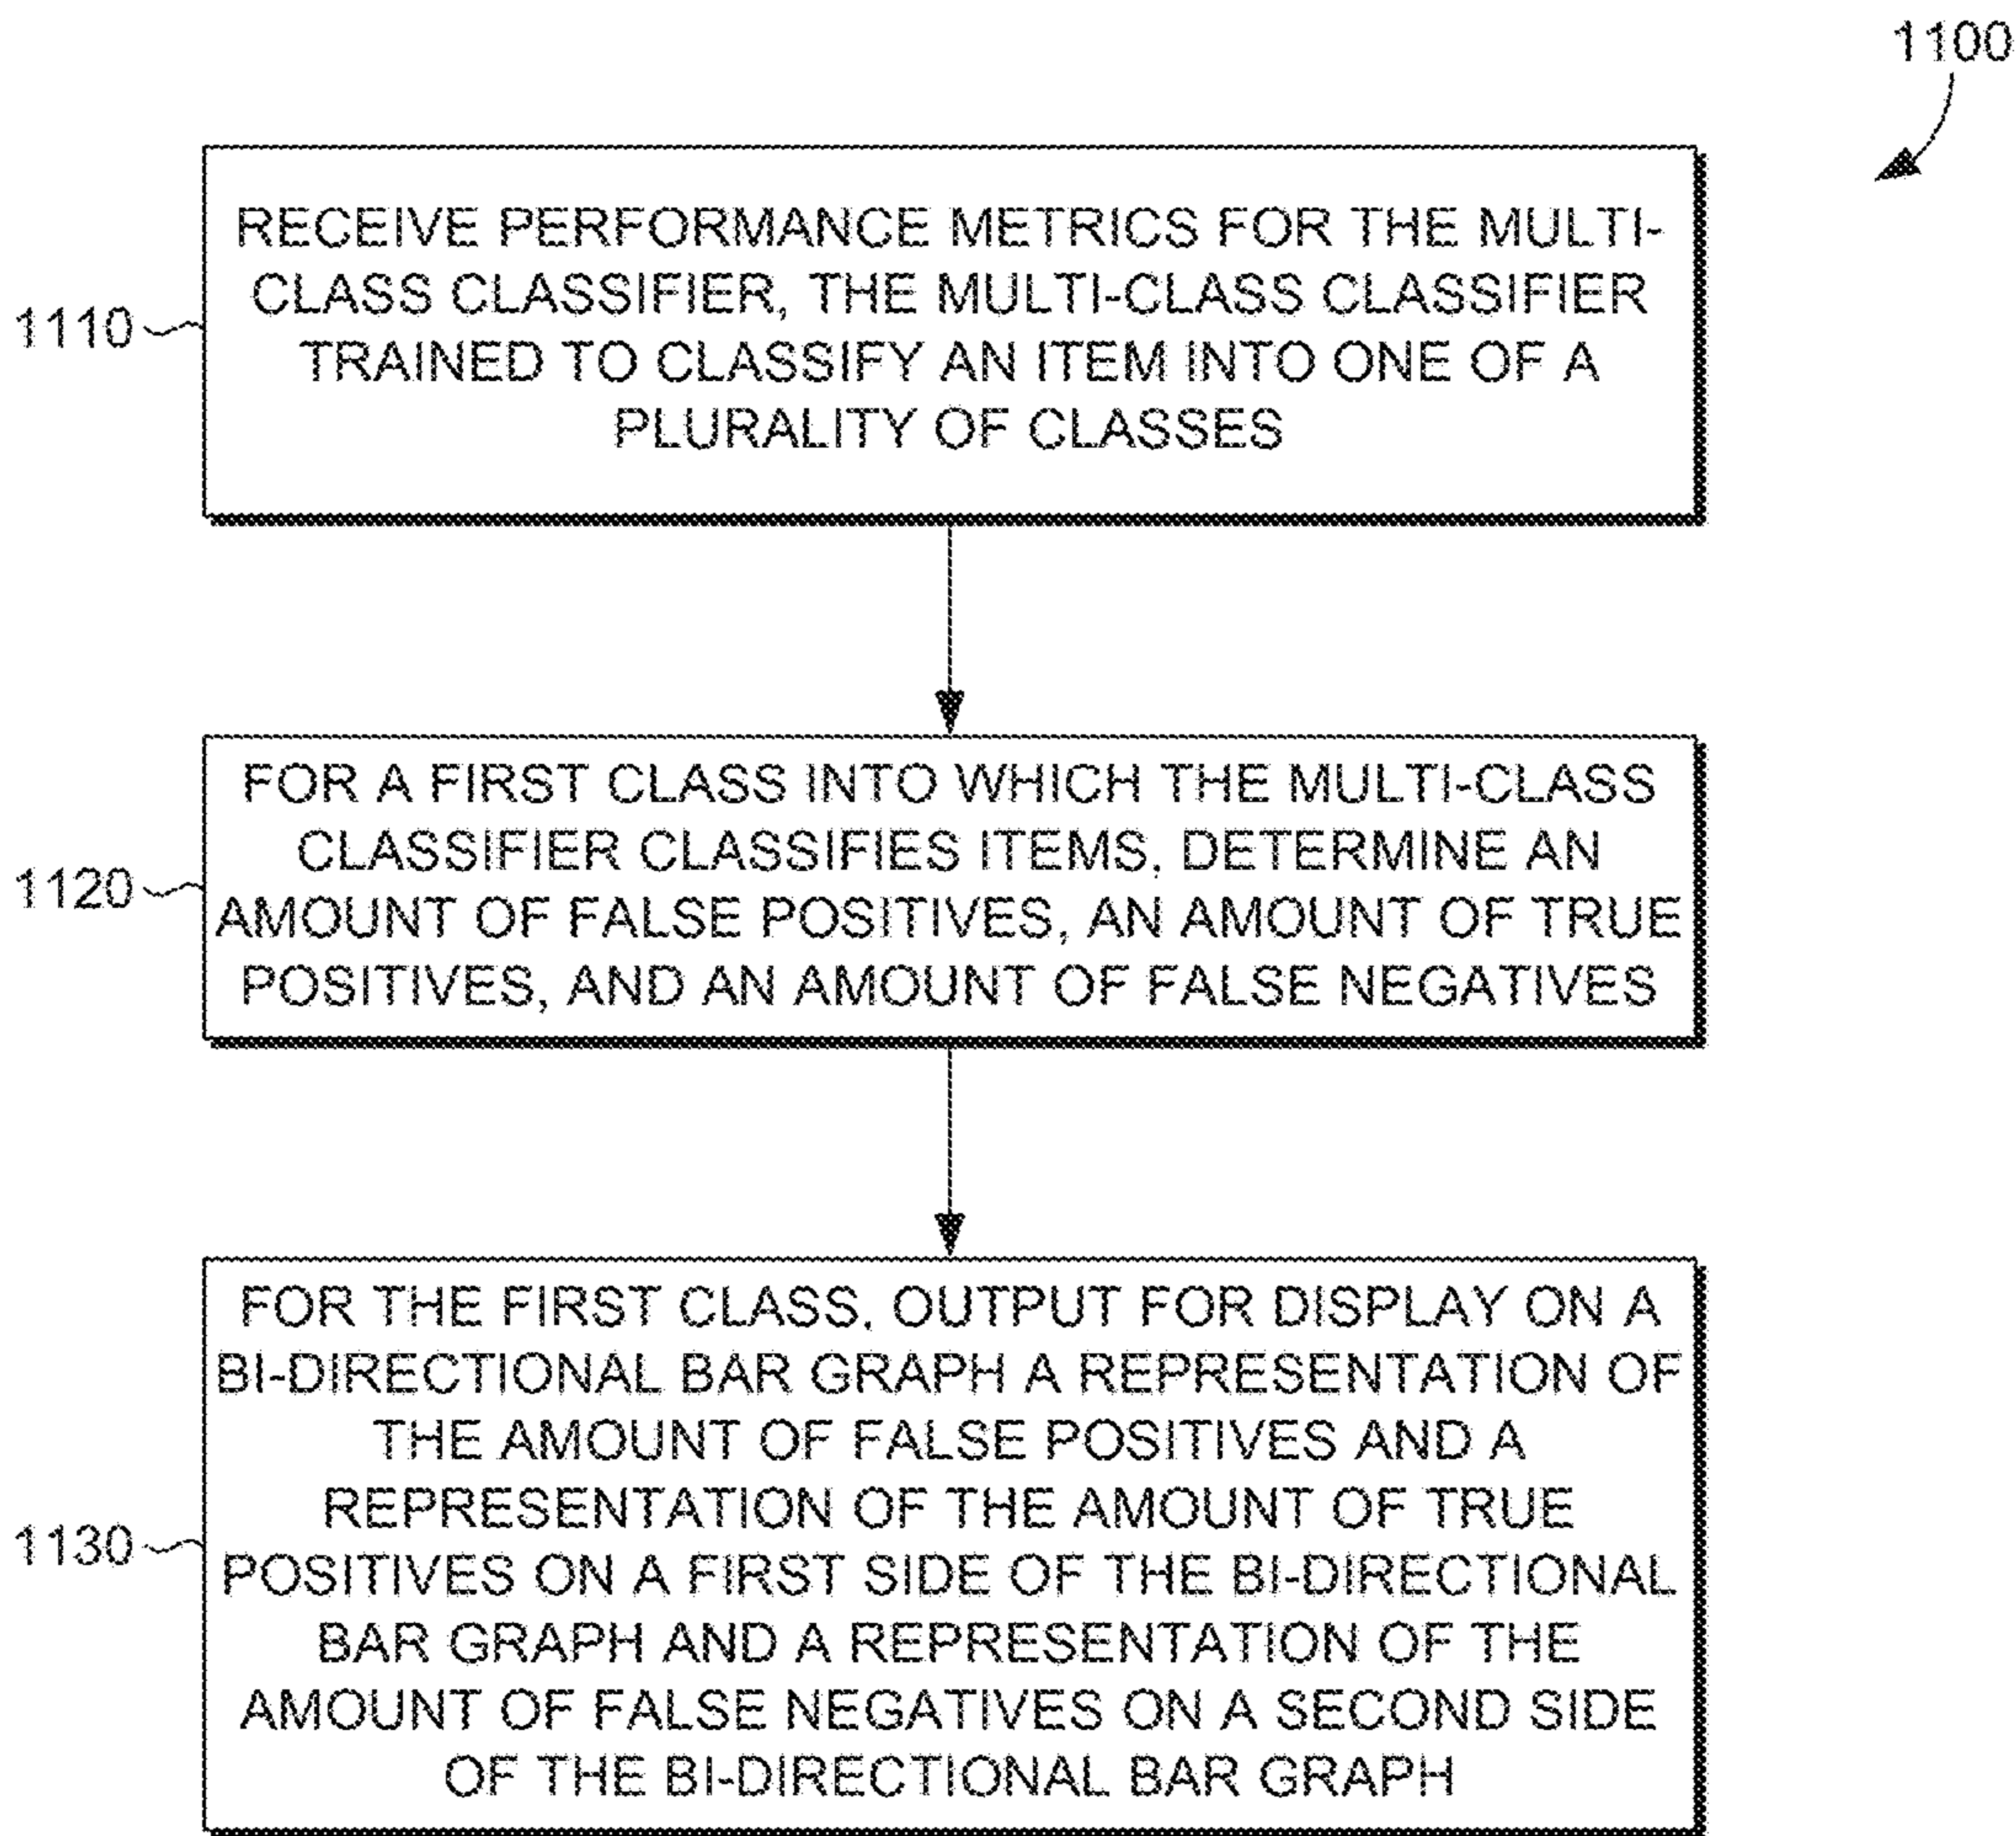 1100
RECEIVE PERFORMANCE METRICS FOR THE MULTI-
CLASS CLASSIFIER, THE MULTI-CLASS CLASSIFIER
TRAINED TO CLASSIFY AN ITEM INTO ONE OF A
PLURALITY OF CLASSES
1110
FOR A FIRST CLASS INTO WHICH THE MULTI-CLASS
CLASSIFIER CLASSIFIES ITEMS, DETERMINE AN
AMOUNT OF FALSE POSITIVES, AN AMOUNT OF TRUE
POSITIVES, AND AN AMOUNT OF FALSE NEGATIVES
1120
FOR THE FIRST CLASS, OUTPUT FOR DISPLAY ON A
BI-DIRECTIONAL BAR GRAPH A REPRESENTATION OF
THE AMOUNT OF FALSE POSITIVES AND A
REPRESENTATION OF THE AMOUNT OF TRUE
POSITIVES ON A FIRST SIDE OF THE BI-DIRECTIONAL
BAR GRAPH AND A REPRESENTATION OF THE
AMOUNT OF FALSE NEGATIVES ON A SECOND SIDE
OF THE BI-DIRECTIONAL BAR GRAPH
1130